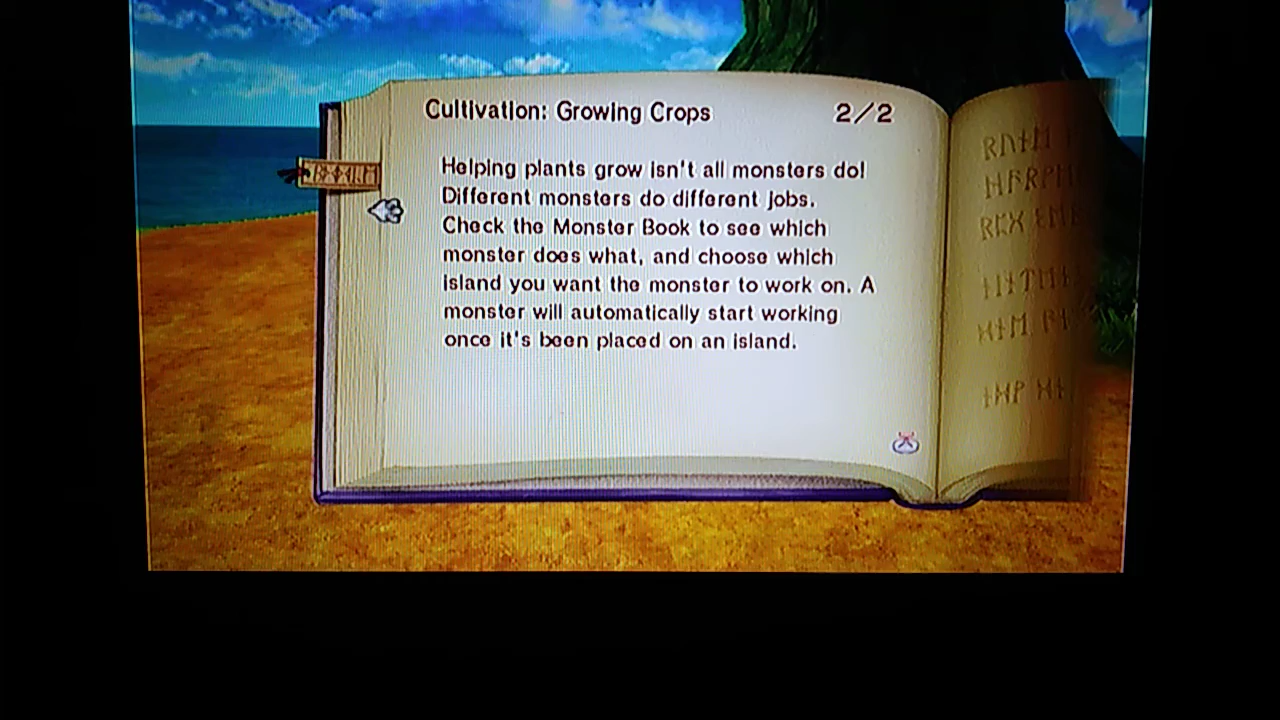 Cultivation: Growing Crops 2/2
Helping plants grow isn't all monsters do!
Different monsters do different jobs.
Check the Monster Book to see which
monster does what, and choose which
island you want the monster to work on. A
monster will automatically start working
once it's been placed on an island.